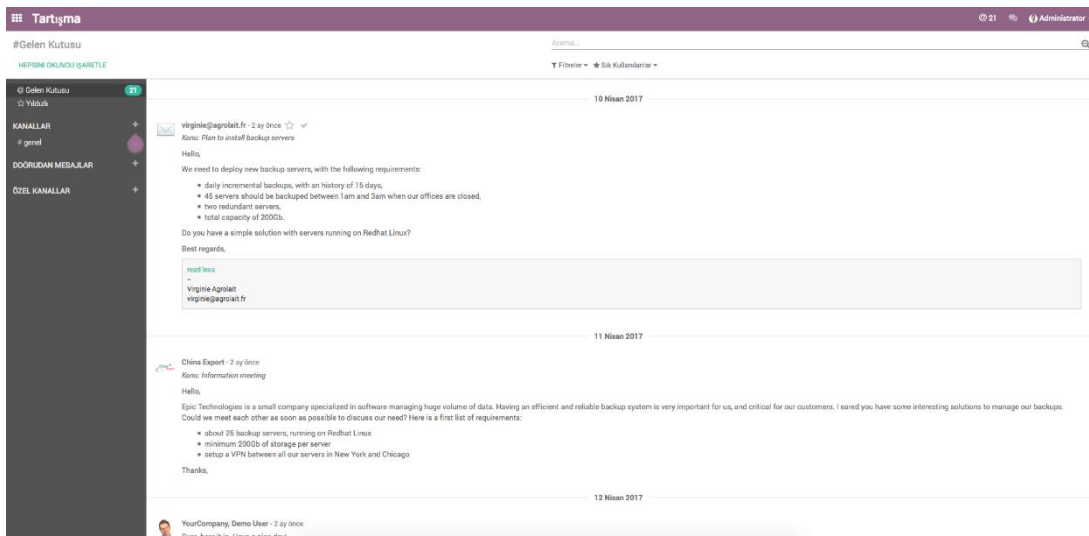 Tartışma
@ 21
Administrator
#Gelen Kutusu
Arama...
HEPSİNİ OKUNDU İŞARETLE
Filtreler
Sık Kullanılanlar
Gelen Kutusu 21
Yıldızlı
KANALLAR +
# genel
DOĞRUDAN MESAJLAR +
ÖZEL KANALLAR +
10 Nisan 2017
virginie@agrolait.fr - 2 ay önce
Konu: Plan to install backup servers
Hello,
We need to deploy new backup servers, with the following requirements:
daily incremental backups, with an history of 15 days,
45 servers should be backuped between 1am and 3am when our offices are closed,
two redundant servers,
total capacity of 200Gb.
Do you have a simple solution with servers running on Redhat Linux?
Best regards,
read less
--
Virginie Agrolait
virginie@agrolait.fr
11 Nisan 2017
China Export - 2 ay önce
Konu: Information meeting
Hello,
Epic Technologies is a small company specialized in software managing huge volume of data. Having an efficient and reliable backup system is very important for us, and critical for our customers. I eared you have some interesting solutions to manage our backups.
Could we meet each other as soon as possible to discuss our need? Here is a first list of requirements:
about 25 backup servers, running on Redhat Linux
minimum 200Gb of storage per server
setup a VPN between all our servers in New York and Chicago
Thanks,
12 Nisan 2017
YourCompany, Demo User - 2 ay önce